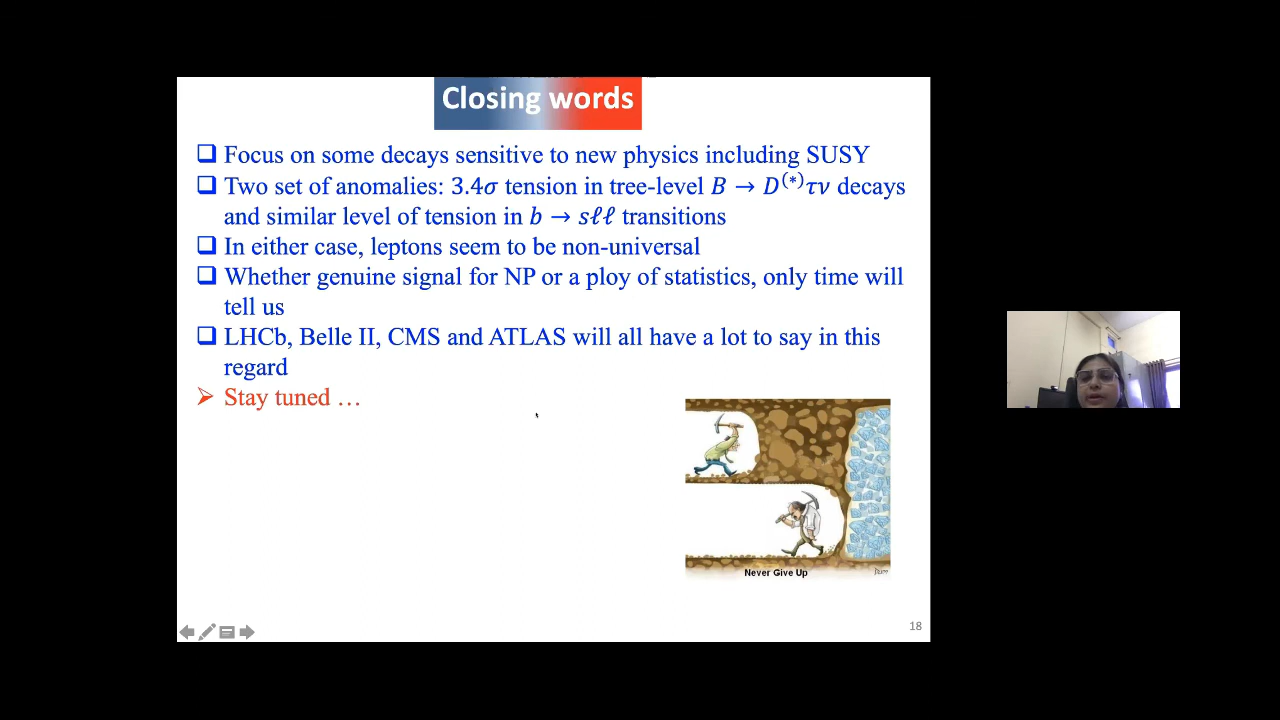 Closing words
Focus on some decays sensitive to new physics including SUSY
Two set of anomalies: 3.4σ tension in tree-level B → D⁽*⁾τν decays
and similar level of tension in b → sℓℓ transitions
In either case, leptons seem to be non-universal
Whether genuine signal for NP or a ploy of statistics, only time will
tell us
LHCb, Belle II, CMS and ATLAS will all have a lot to say in this
regard
Stay tuned …
Never Give Up
18